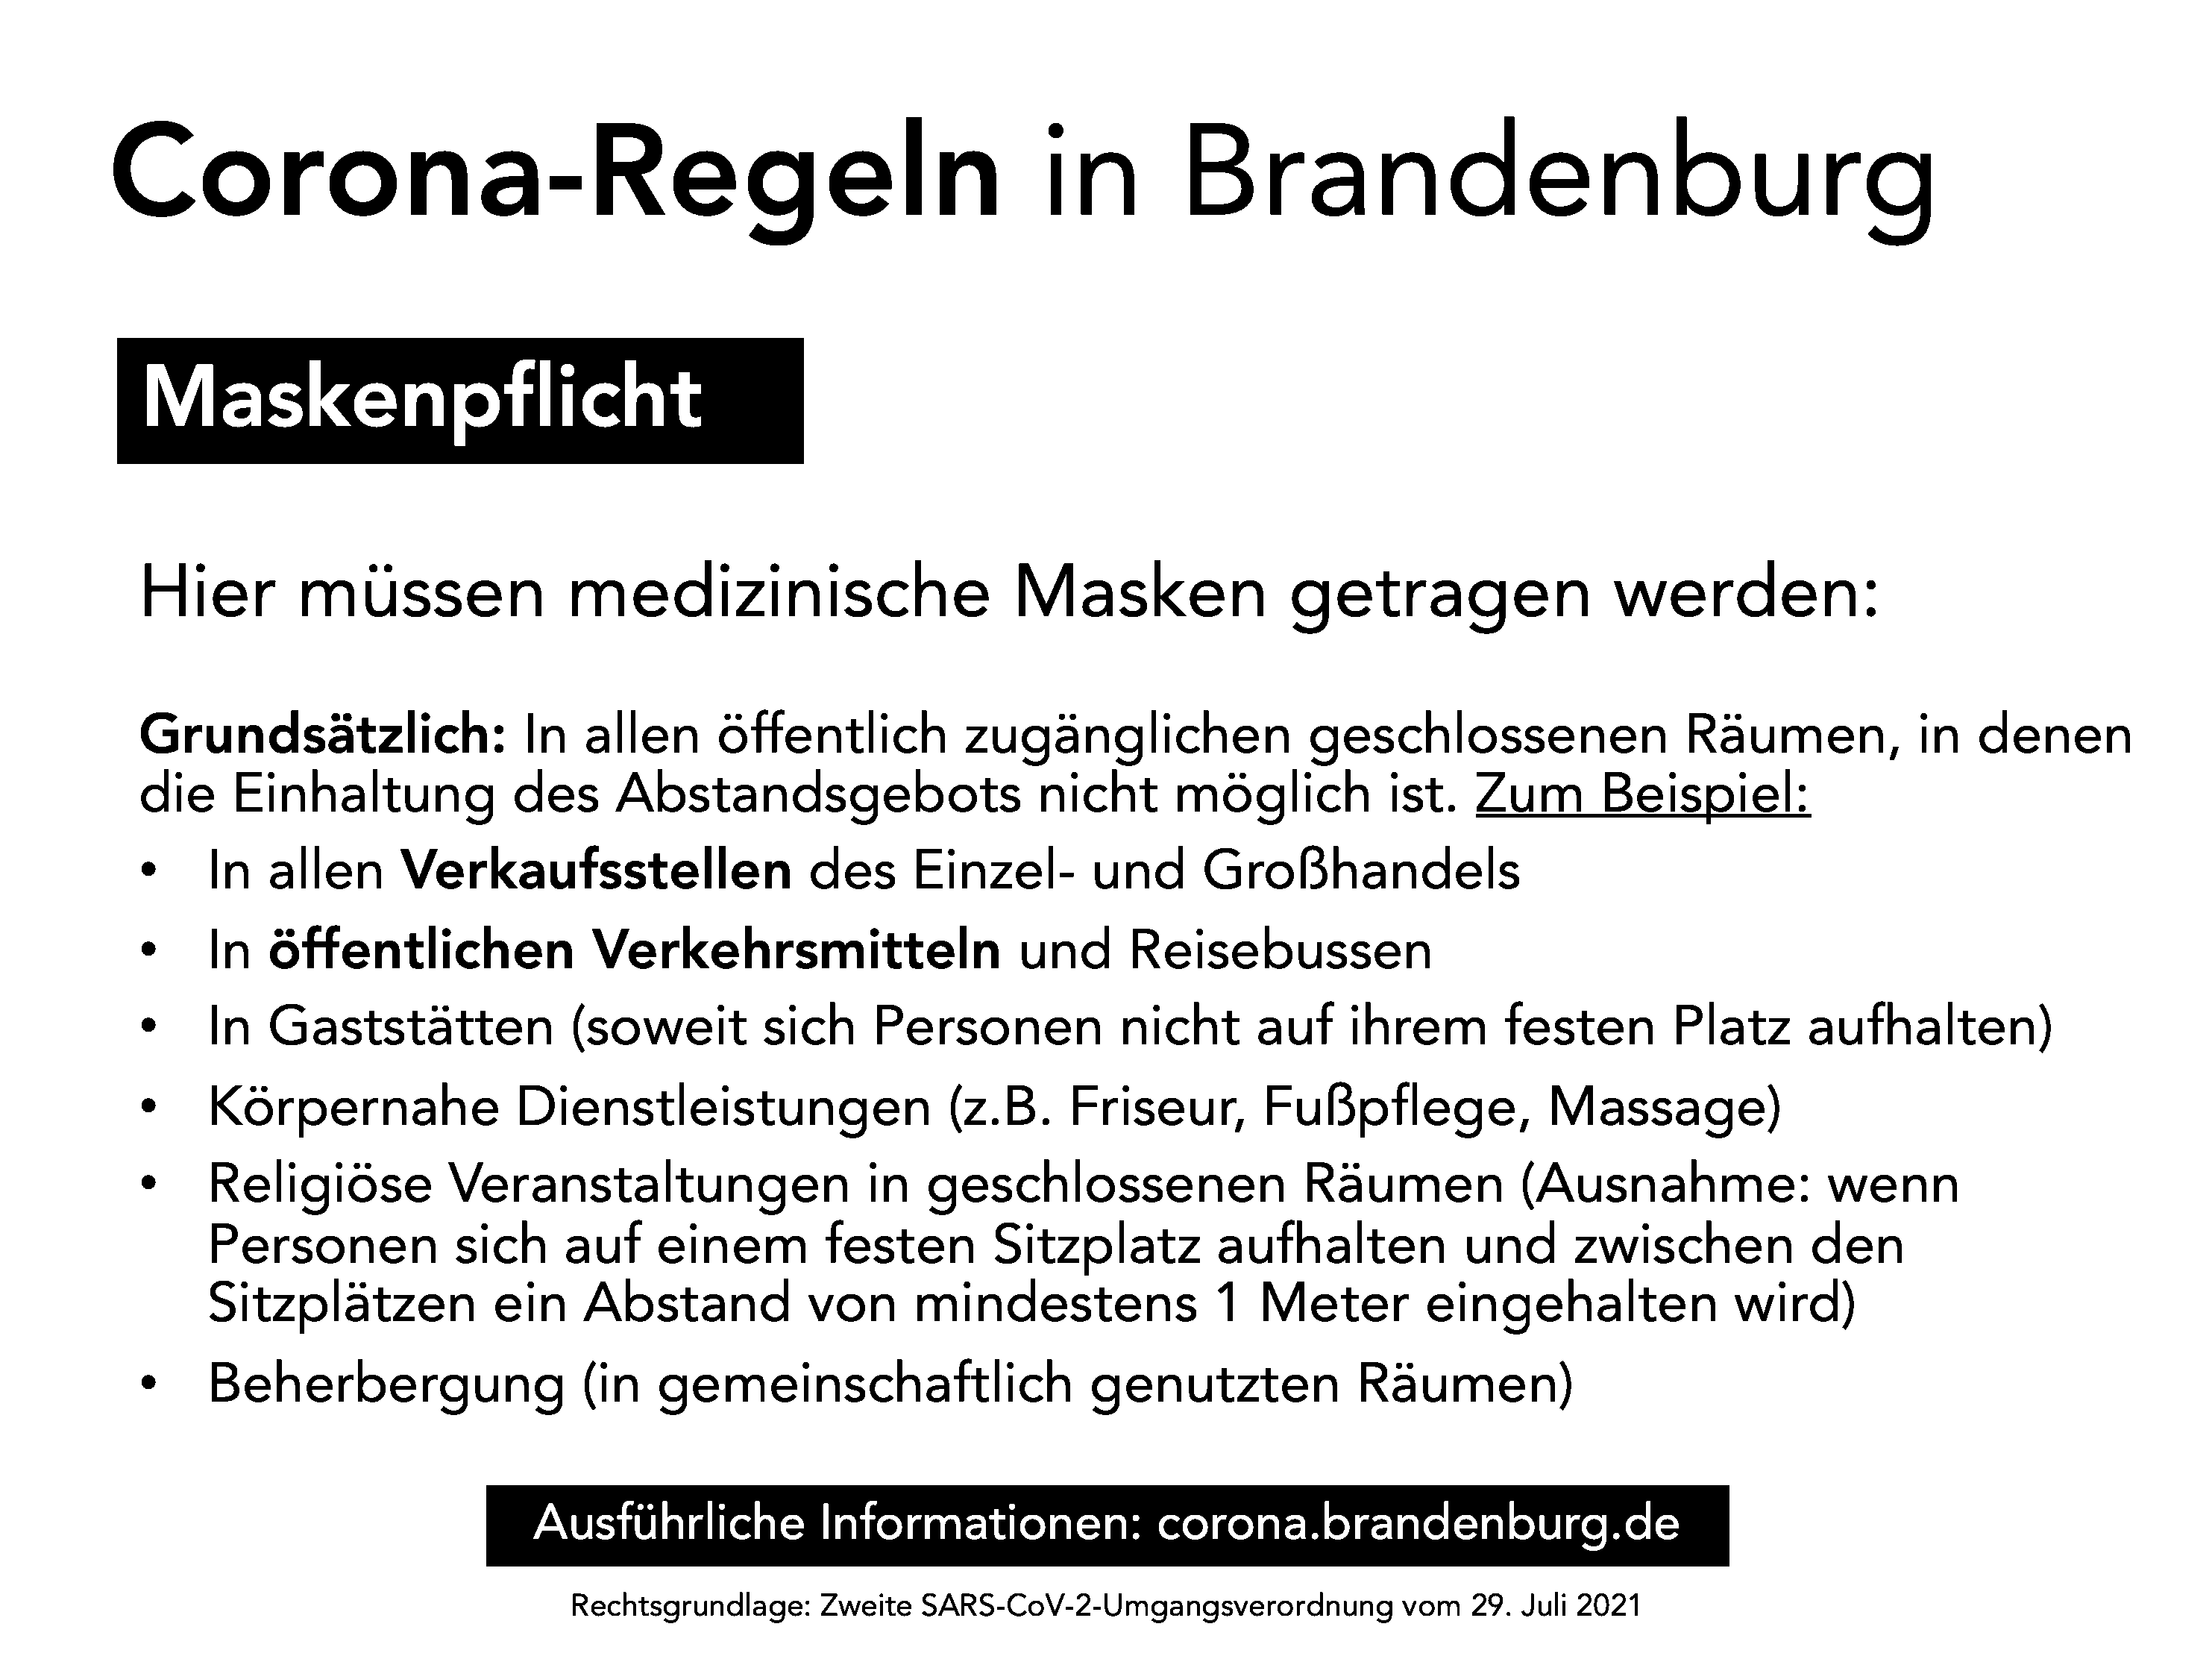 Corona-Regeln in Brandenburg
Maskenpflicht
Hier müssen medizinische Masken getragen werden:
Grundsätzlich: In allen öffentlich zugänglichen geschlossenen Räumen, in denen
die Einhaltung des Abstandsgebots nicht möglich ist. Zum Beispiel:
• In allen Verkaufsstellen des Einzel- und Großhandels
• In öffentlichen Verkehrsmitteln und Reisebussen
• In Gaststätten (soweit sich Personen nicht auf ihrem festen Platz aufhalten)
• Körpernahe Dienstleistungen (z.B. Friseur, Fußpflege, Massage)
• Religiöse Veranstaltungen in geschlossenen Räumen (Ausnahme: wenn
Personen sich auf einem festen Sitzplatz aufhalten und zwischen den
Sitzplätzen ein Abstand von mindestens 1 Meter eingehalten wird)
• Beherbergung (in gemeinschaftlich genutzten Räumen)
Ausführliche Informationen: corona.brandenburg.de
Rechtsgrundlage: Zweite SARS-CoV-2-Umgangsverordnung vom 29. Juli 2021